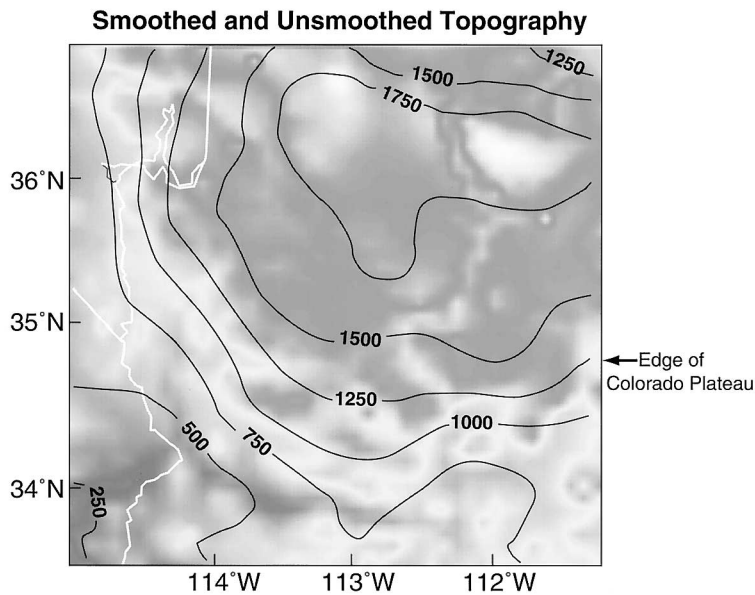 Smoothed and Unsmoothed Topography
1250
1500
1750
36°N
35°N
1500
Edge of
Colorado Plateau
1250
1000
500
750
34°N
250
114°W
113°W
112°W